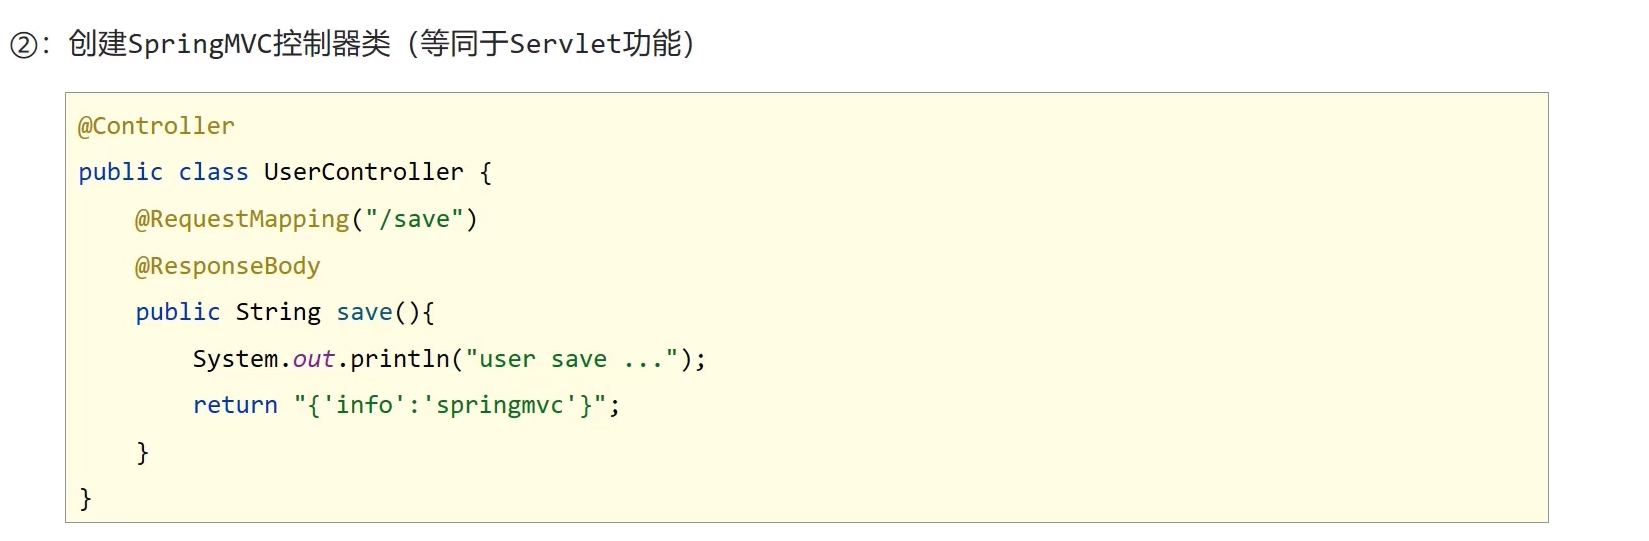 ②：创建SpringMVC控制器类（等同于Servlet功能）
@Controller
public class UserController {
    @RequestMapping("/save")
    @ResponseBody
    public String save(){
        System.out.println("user save ...");
        return "{'info':'springmvc'}";
    }
}